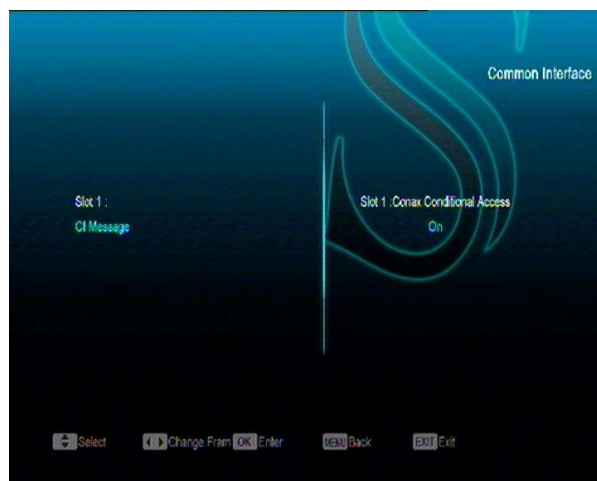 Common Interface
Slot 1 : Slot 1 :Conax Conditional Access
CI Message On
Select Change Fram OK Enter MENU Back EXIT Exit